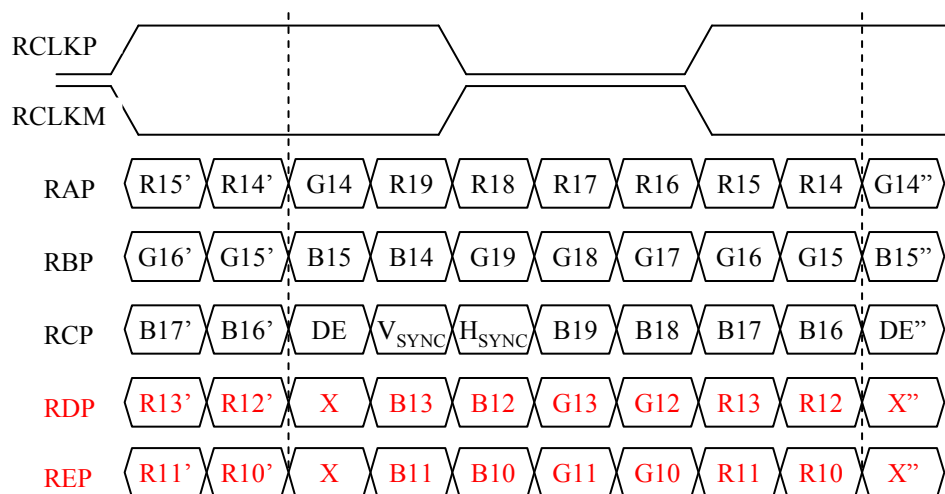 RCLKP
RCLKM
RAP R15’ R14’ G14 R19 R18 R17 R16 R15 R14 G14”
RBP G16’ G15’ B15 B14 G19 G18 G17 G16 G15 B15”
RCP B17’ B16’ DE VSYNC HSYNC B19 B18 B17 B16 DE”
RDP R13’ R12’ X B13 B12 G13 G12 R13 R12 X”
REP R11’ R10’ X B11 B10 G11 G10 R11 R10 X”